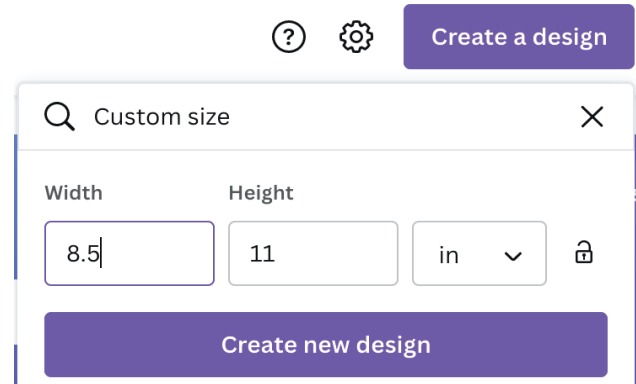 Create a design
Custom size
Width Height
8.5 11 in
Create new design